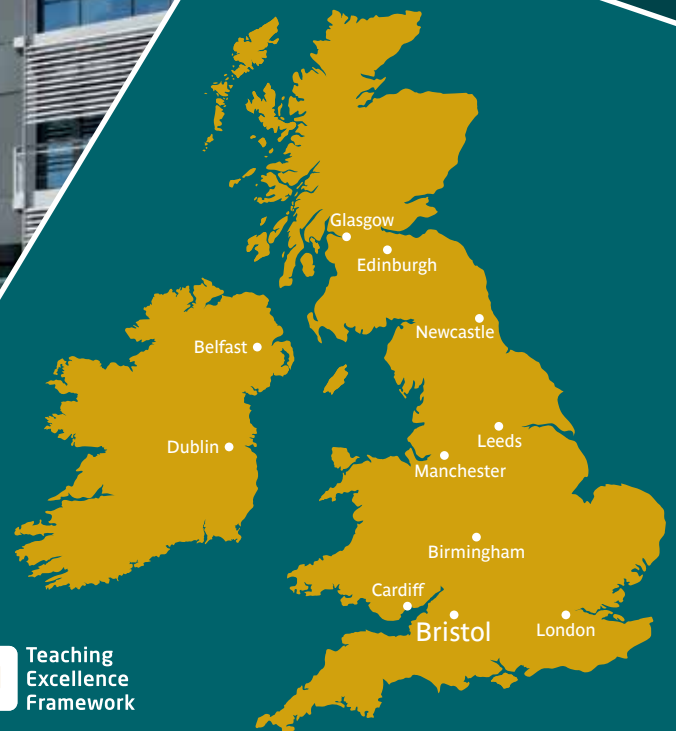 Glasgow
Edinburgh
Newcastle
Belfast
Dublin
Leeds
Manchester
Birmingham
Cardiff
Bristol
London
Teaching
Excellence
Framework